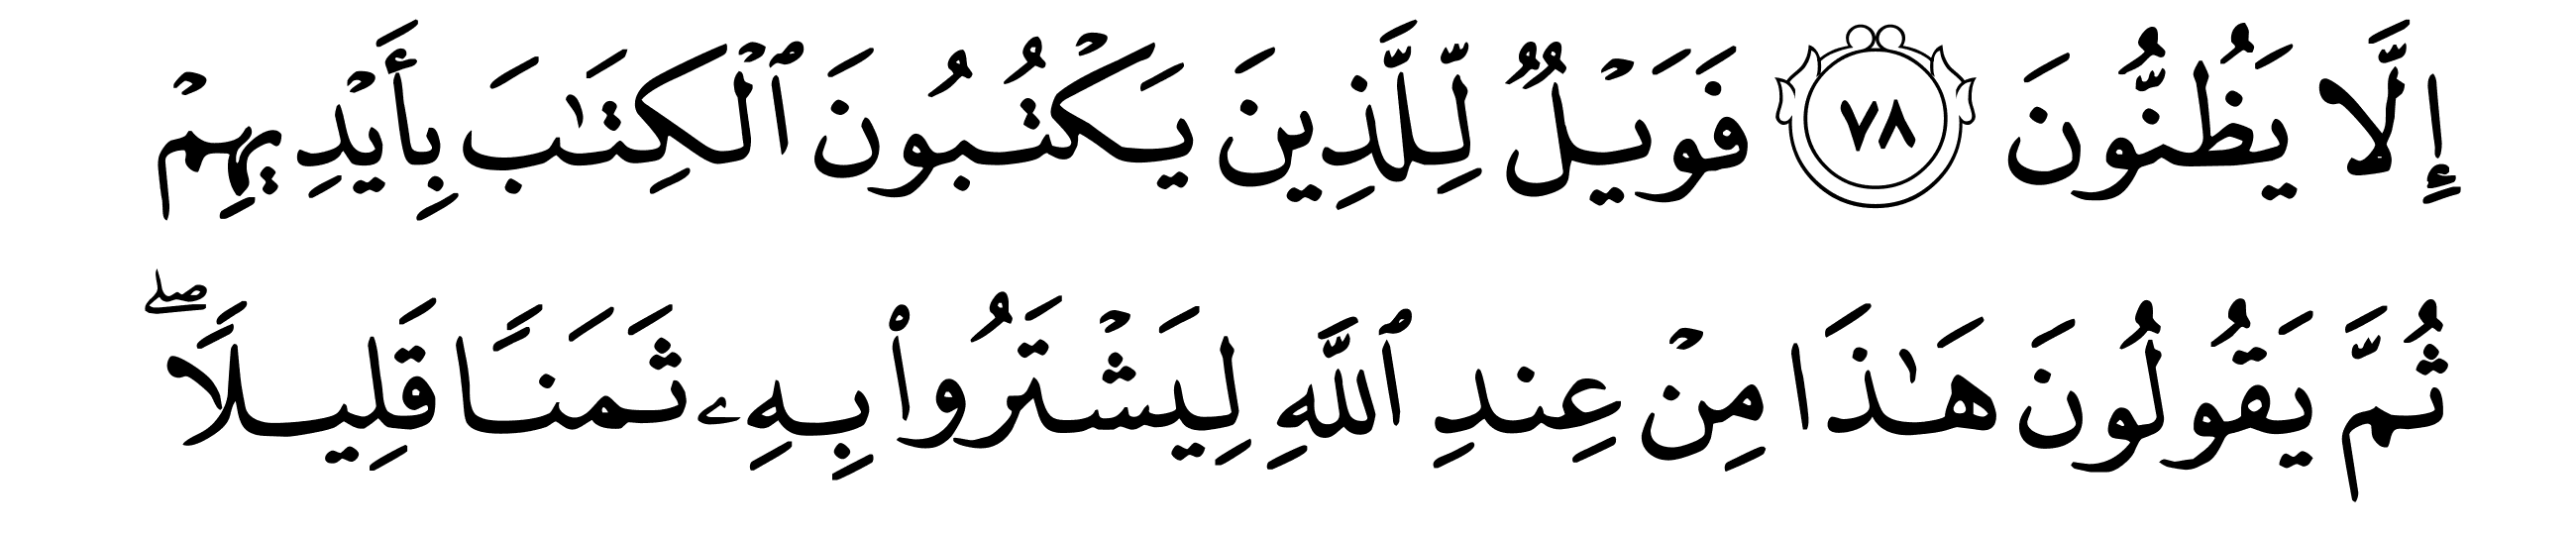 إِلَّا يَظُنُّونَ ٧٨ فَوَيۡلٞ لِّلَّذِينَ يَكۡتُبُونَ ٱلۡكِتَٰبَ بِأَيۡدِيهِمۡ
ثُمَّ يَقُولُونَ هَٰذَا مِنۡ عِندِ ٱللَّهِ لِيَشۡتَرُواْ بِهِۦ ثَمَنٗا قَلِيلٗاۖ